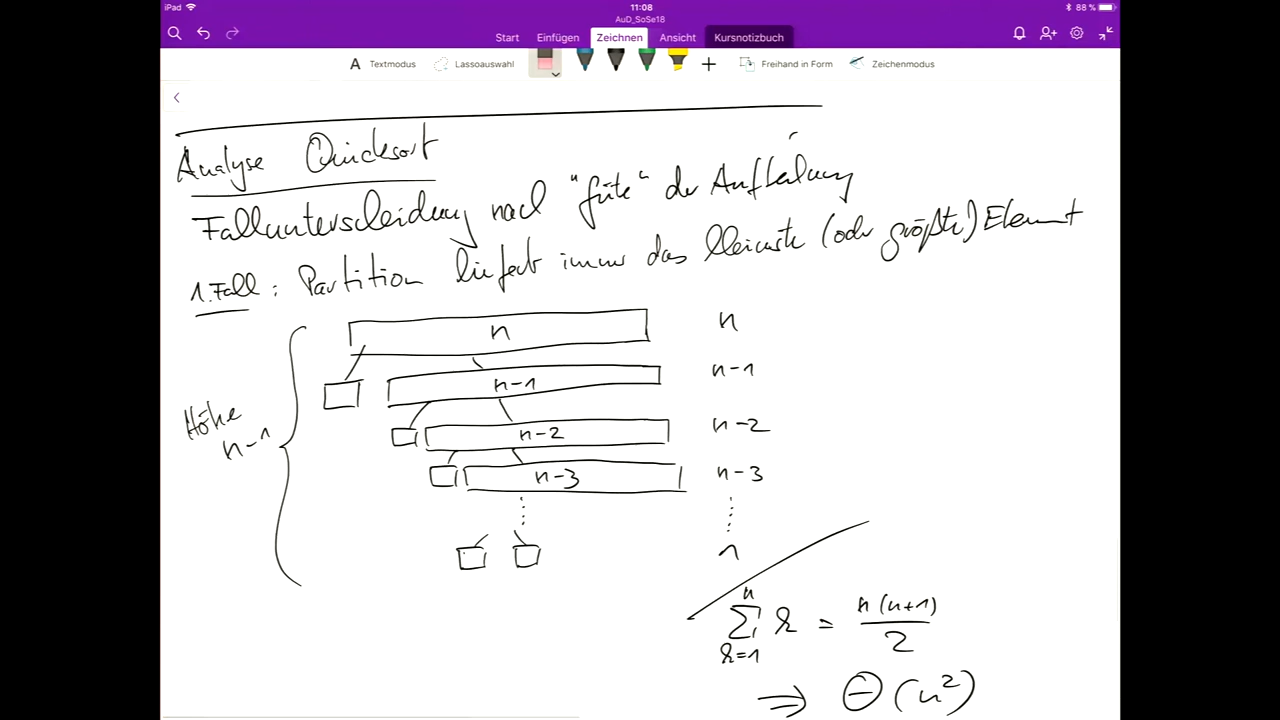 iPad 11:08 88 %
AuD_SoSe18
Start Einfügen Zeichnen Ansicht Kursnotizbuch
A Textmodus Lassoauswahl + Freihand in Form Zeichenmodus
Analyse Quicksort
Fallunterscheidung nach "Güte" der Aufteilung
1. Fall: Partition liefert immer das kleinste (oder größte) Element
n n
n-1 n-1
n-2 n-2
Höhe
n-1
n-3 n-3
1
n
∑ k = n(n+1)/2
k=1
⇒ Θ(n²)